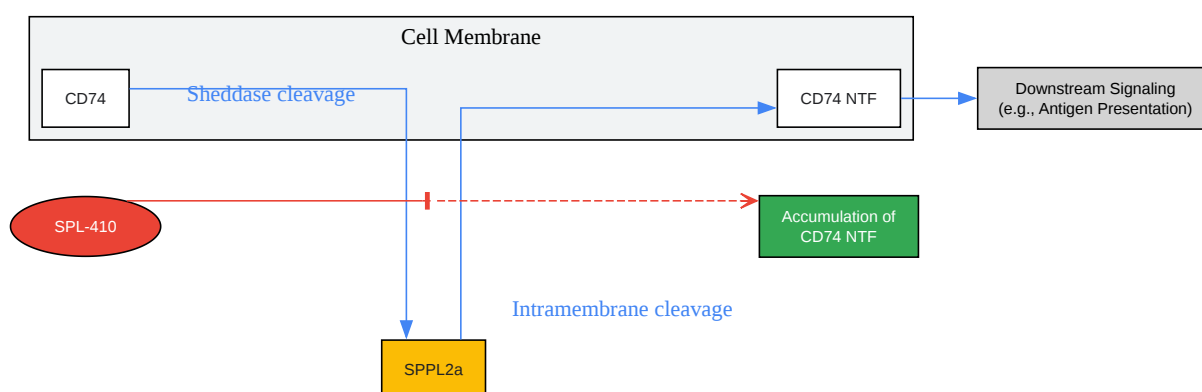 Cell Membrane
CD74
Sheddase cleavage
CD74 NTF
Downstream Signaling
(e.g., Antigen Presentation)
SPL-410
Accumulation of
CD74 NTF
Intramembrane cleavage
SPPL2a